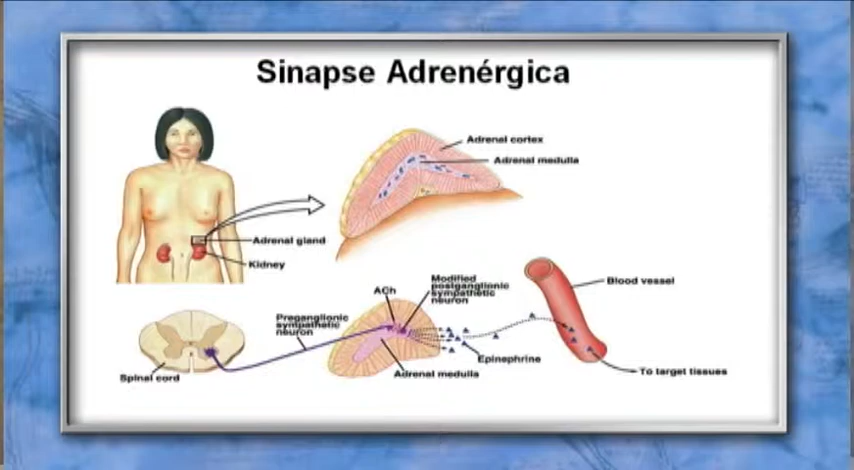 Sinapse Adrenérgica
Adrenal cortex
Adrenal medulla
Adrenal gland
Kidney
ACh
Modified
postganglionic
sympathetic
neuron
Blood vessel
Preganglionic
sympathetic
neuron
Epinephrine
Spinal cord
Adrenal medulla
To target tissues